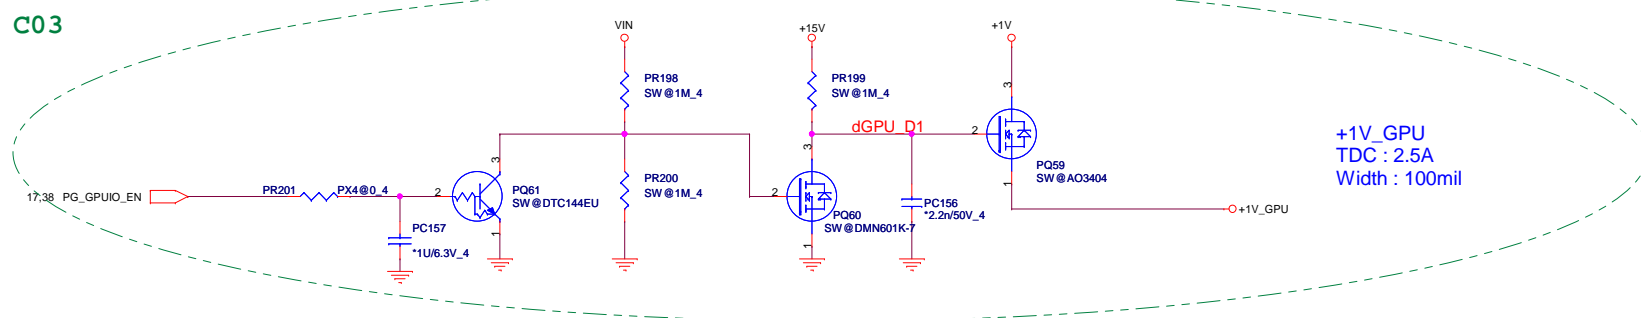 C03
VIN
+15V
+1V
PR198
SW@1M_4
PR199
SW@1M_4
3
dGPU_D1
2
+1V_GPU
TDC : 2.5A
Width : 100mil
3
3
PQ59
SW@AO3404
17,38 PG_GPUIO_EN
PR201
PX4@0_4
2
PQ61
SW@DTC144EU
PR200
SW@1M_4
2
1
PC156
*2.2n/50V_4
+1V_GPU
PQ60
SW@DMN601K-7
PC157
*1U/6.3V_4
1
1